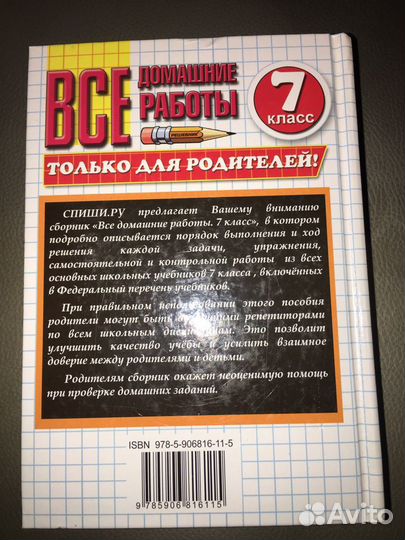 ВСЕ ДОМАШНИЕ РАБОТЫ
РЕШЕБНИК
7
КЛАСС
ТОЛЬКО ДЛЯ РОДИТЕЛЕЙ!
СПИШИ.РУ предлагает Вашему вниманию
сборник «Все домашние работы. 7 класс», в котором
подробно описывается порядок выполнения и ход
решения каждой задачи, упражнения,
самостоятельной и контрольной работы из всех
основных школьных учебников 7 класса , включённых
в Федеральный перечень учебников.
При правильном использовании этого пособия
родители могут быть репетиторами
по всем школьным Это позволит
улучшить качество учёбы и усилить взаимное
доверие между родителями и детьми.
Родителям сборник окажет неоценимую помощь
при проверке домашних заданий.
ISBN 978-5-906816-11-5
9 785906 816115
Avito